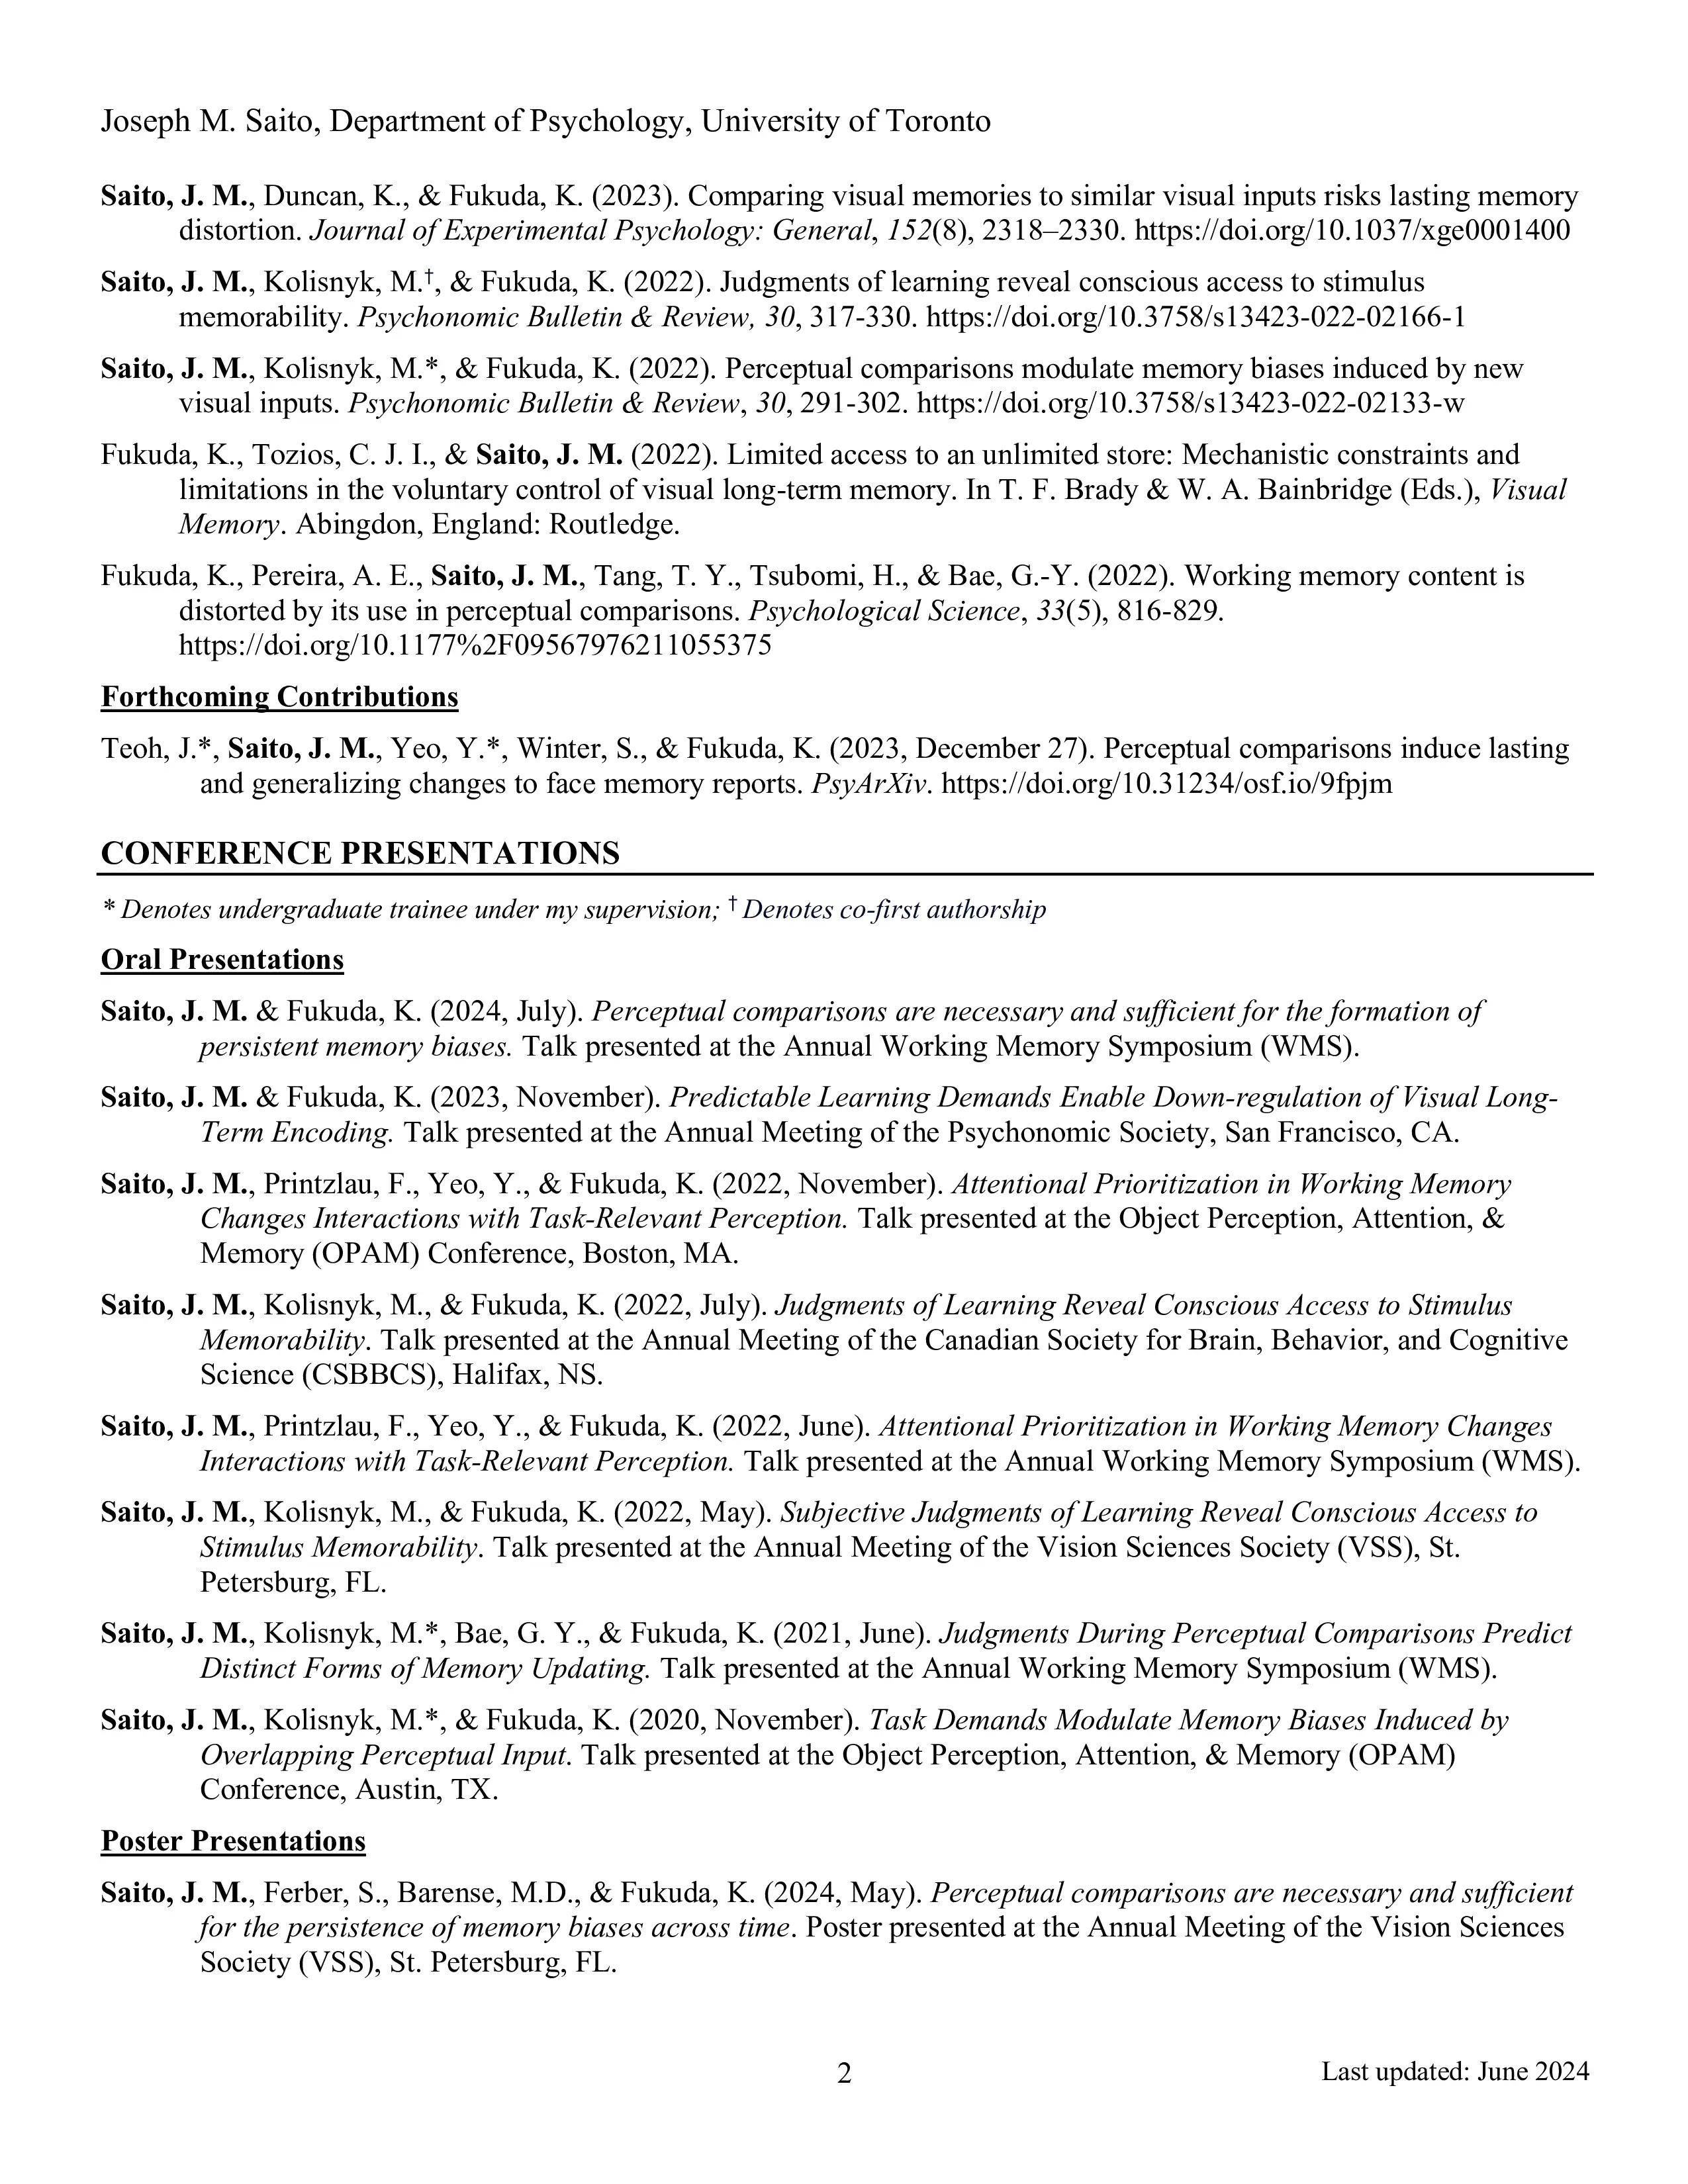 Joseph M. Saito, Department of Psychology, University of Toronto
Saito, J. M., Duncan, K., & Fukuda, K. (2023). Comparing visual memories to similar visual inputs risks lasting memory
distortion. Journal of Experimental Psychology: General, 152(8), 2318–2330. https://doi.org/10.1037/xge0001400
Saito, J. M., Kolisnyk, M.†, & Fukuda, K. (2022). Judgments of learning reveal conscious access to stimulus
memorability. Psychonomic Bulletin & Review, 30, 317-330. https://doi.org/10.3758/s13423-022-02166-1
Saito, J. M., Kolisnyk, M.*, & Fukuda, K. (2022). Perceptual comparisons modulate memory biases induced by new
visual inputs. Psychonomic Bulletin & Review, 30, 291-302. https://doi.org/10.3758/s13423-022-02133-w
Fukuda, K., Tozios, C. J. I., & Saito, J. M. (2022). Limited access to an unlimited store: Mechanistic constraints and
limitations in the voluntary control of visual long-term memory. In T. F. Brady & W. A. Bainbridge (Eds.), Visual
Memory. Abingdon, England: Routledge.
Fukuda, K., Pereira, A. E., Saito, J. M., Tang, T. Y., Tsubomi, H., & Bae, G.-Y. (2022). Working memory content is
distorted by its use in perceptual comparisons. Psychological Science, 33(5), 816-829.
https://doi.org/10.1177%2F09567976211055375
Forthcoming Contributions
Teoh, J.*, Saito, J. M., Yeo, Y.*, Winter, S., & Fukuda, K. (2023, December 27). Perceptual comparisons induce lasting
and generalizing changes to face memory reports. PsyArXiv. https://doi.org/10.31234/osf.io/9fpjm
CONFERENCE PRESENTATIONS
* Denotes undergraduate trainee under my supervision; † Denotes co-first authorship
Oral Presentations
Saito, J. M. & Fukuda, K. (2024, July). Perceptual comparisons are necessary and sufficient for the formation of
persistent memory biases. Talk presented at the Annual Working Memory Symposium (WMS).
Saito, J. M. & Fukuda, K. (2023, November). Predictable Learning Demands Enable Down-regulation of Visual Long-
Term Encoding. Talk presented at the Annual Meeting of the Psychonomic Society, San Francisco, CA.
Saito, J. M., Printzlau, F., Yeo, Y., & Fukuda, K. (2022, November). Attentional Prioritization in Working Memory
Changes Interactions with Task-Relevant Perception. Talk presented at the Object Perception, Attention, &
Memory (OPAM) Conference, Boston, MA.
Saito, J. M., Kolisnyk, M., & Fukuda, K. (2022, July). Judgments of Learning Reveal Conscious Access to Stimulus
Memorability. Talk presented at the Annual Meeting of the Canadian Society for Brain, Behavior, and Cognitive
Science (CSBBCS), Halifax, NS.
Saito, J. M., Printzlau, F., Yeo, Y., & Fukuda, K. (2022, June). Attentional Prioritization in Working Memory Changes
Interactions with Task-Relevant Perception. Talk presented at the Annual Working Memory Symposium (WMS).
Saito, J. M., Kolisnyk, M., & Fukuda, K. (2022, May). Subjective Judgments of Learning Reveal Conscious Access to
Stimulus Memorability. Talk presented at the Annual Meeting of the Vision Sciences Society (VSS), St.
Petersburg, FL.
Saito, J. M., Kolisnyk, M.*, Bae, G. Y., & Fukuda, K. (2021, June). Judgments During Perceptual Comparisons Predict
Distinct Forms of Memory Updating. Talk presented at the Annual Working Memory Symposium (WMS).
Saito, J. M., Kolisnyk, M.*, & Fukuda, K. (2020, November). Task Demands Modulate Memory Biases Induced by
Overlapping Perceptual Input. Talk presented at the Object Perception, Attention, & Memory (OPAM)
Conference, Austin, TX.
Poster Presentations
Saito, J. M., Ferber, S., Barense, M.D., & Fukuda, K. (2024, May). Perceptual comparisons are necessary and sufficient
for the persistence of memory biases across time. Poster presented at the Annual Meeting of the Vision Sciences
Society (VSS), St. Petersburg, FL.
2
Last updated: June 2024